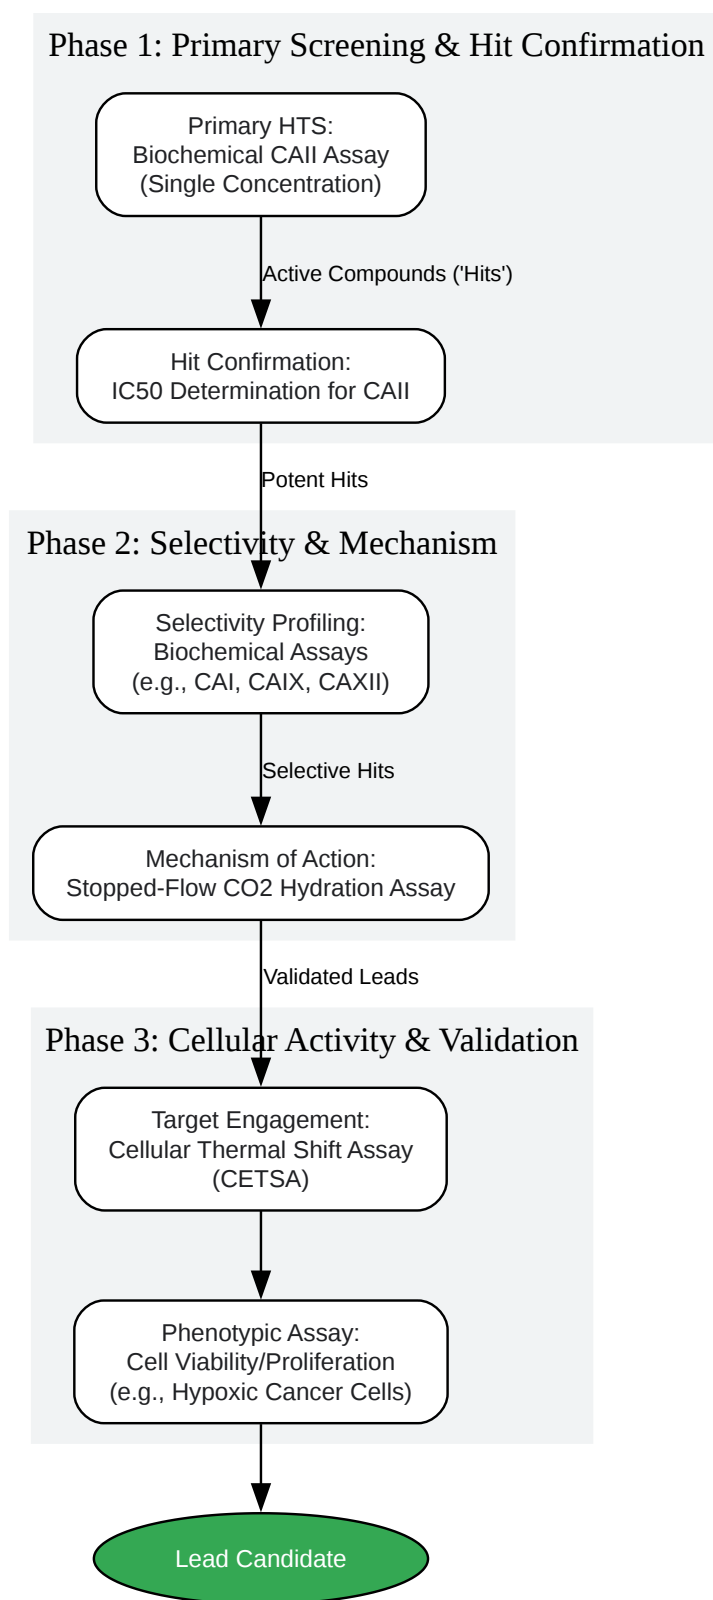 Phase 1: Primary Screening & Hit Confirmation
Primary HTS:
Biochemical CAII Assay
(Single Concentration)
Active Compounds ('Hits')
Hit Confirmation:
IC50 Determination for CAII
Potent Hits
Phase 2: Selectivity & Mechanism
Selectivity Profiling:
Biochemical Assays
(e.g., CAI, CAIX, CAXII)
Selective Hits
Mechanism of Action:
Stopped-Flow CO2 Hydration Assay
Validated Leads
Phase 3: Cellular Activity & Validation
Target Engagement:
Cellular Thermal Shift Assay
(CETSA)
Phenotypic Assay:
Cell Viability/Proliferation
(e.g., Hypoxic Cancer Cells)
Lead Candidate